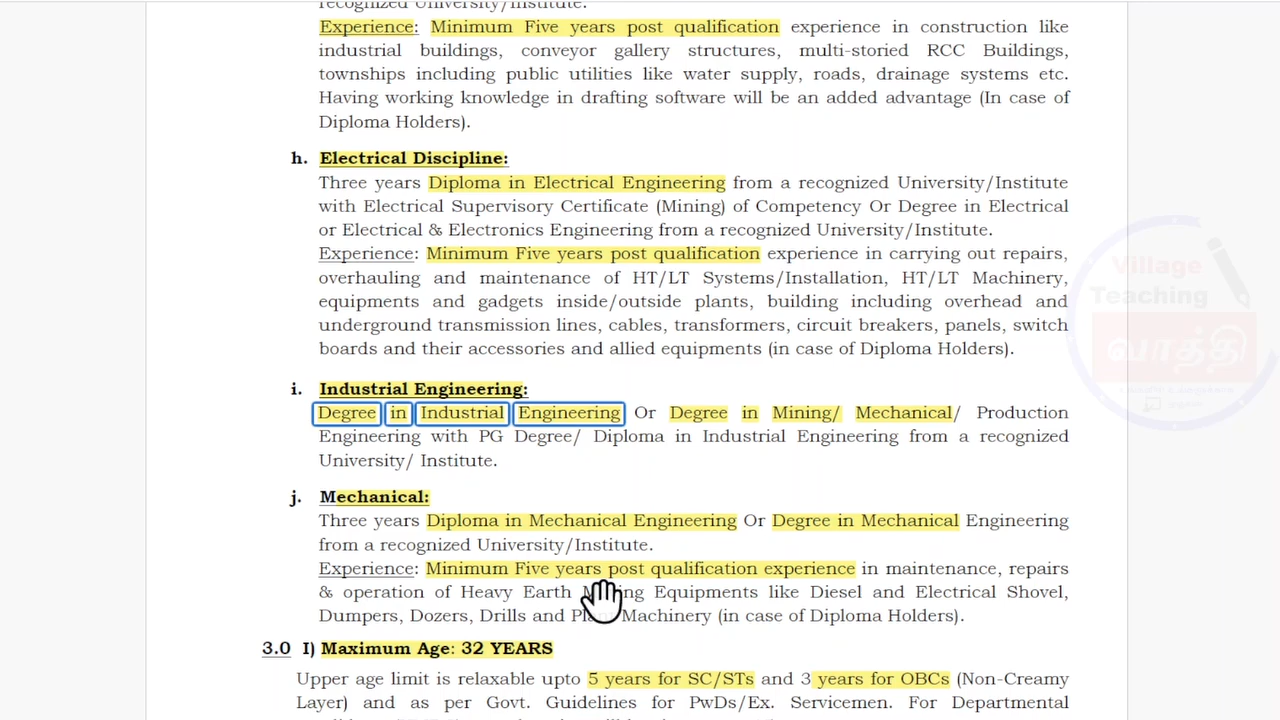 recognized University/Institute.
Experience: Minimum Five years post qualification experience in construction like
industrial buildings, conveyor gallery structures, multi-storied RCC Buildings,
townships including public utilities like water supply, roads, drainage systems etc.
Having working knowledge in drafting software will be an added advantage (In case of
Diploma Holders).
h. Electrical Discipline:
Three years Diploma in Electrical Engineering from a recognized University/Institute
with Electrical Supervisory Certificate (Mining) of Competency Or Degree in Electrical
or Electrical & Electronics Engineering from a recognized University/Institute.
Experience: Minimum Five years post qualification experience in carrying out repairs,
overhauling and maintenance of HT/LT Systems/Installation, HT/LT Machinery,
equipments and gadgets inside/outside plants, building including overhead and
underground transmission lines, cables, transformers, circuit breakers, panels, switch
boards and their accessories and allied equipments (in case of Diploma Holders).
i. Industrial Engineering:
Degree in Industrial Engineering Or Degree in Mining/ Mechanical/ Production
Engineering with PG Degree/ Diploma in Industrial Engineering from a recognized
University/ Institute.
j. Mechanical:
Three years Diploma in Mechanical Engineering Or Degree in Mechanical Engineering
from a recognized University/Institute.
Experience: Minimum Five years post qualification experience in maintenance, repairs
& operation of Heavy Earth Equipments like Diesel and Electrical Shovel,
Dumpers, Dozers, Drills and Machinery (in case of Diploma Holders).
3.0 I) Maximum Age: 32 YEARS
Upper age limit is relaxable upto 5 years for SC/STs and 3 years for OBCs (Non-Creamy
Layer) and as per Govt. Guidelines for PwDs/Ex. Servicemen. For Departmental
Village
Teaching
வாத்தி